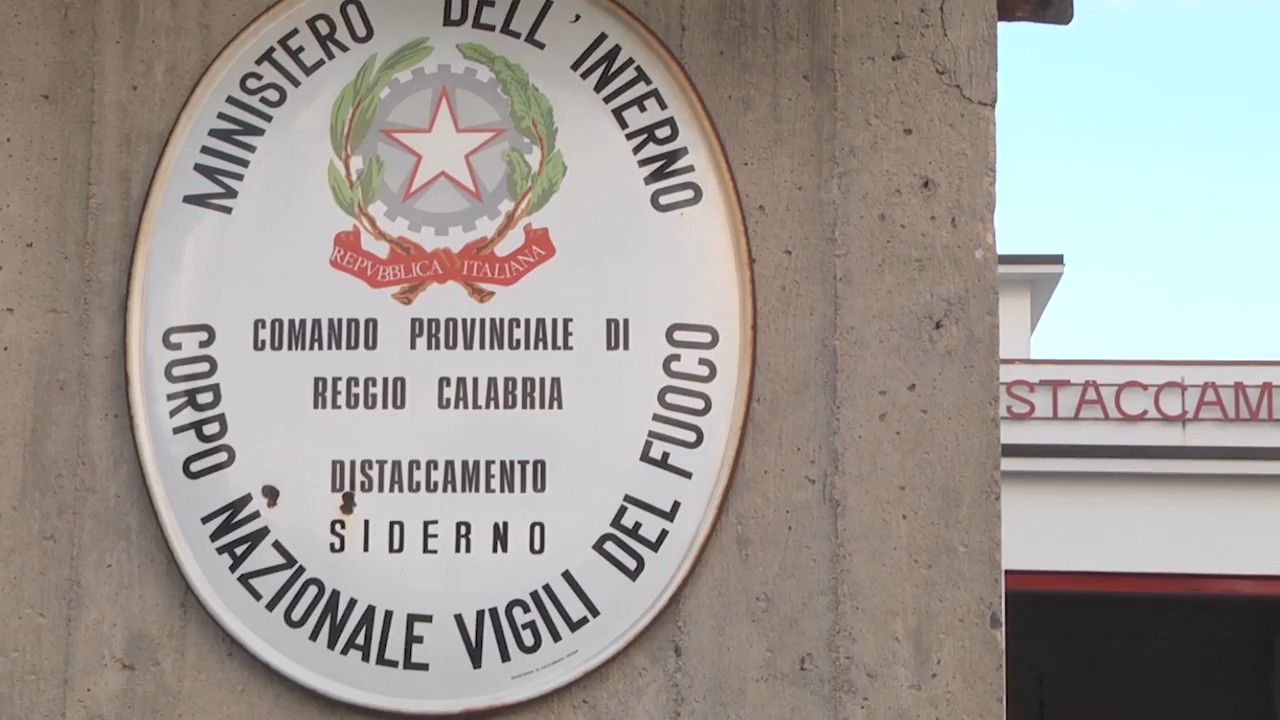 MINISTERO DELL'INTERNO
REPVBBLICA ITALIANA
COMANDO PROVINCIALE DI
REGGIO CALABRIA
DISTACCAMENTO
SIDERNO
CORPO NAZIONALE VIGILI DEL FUOCO
STACCAM